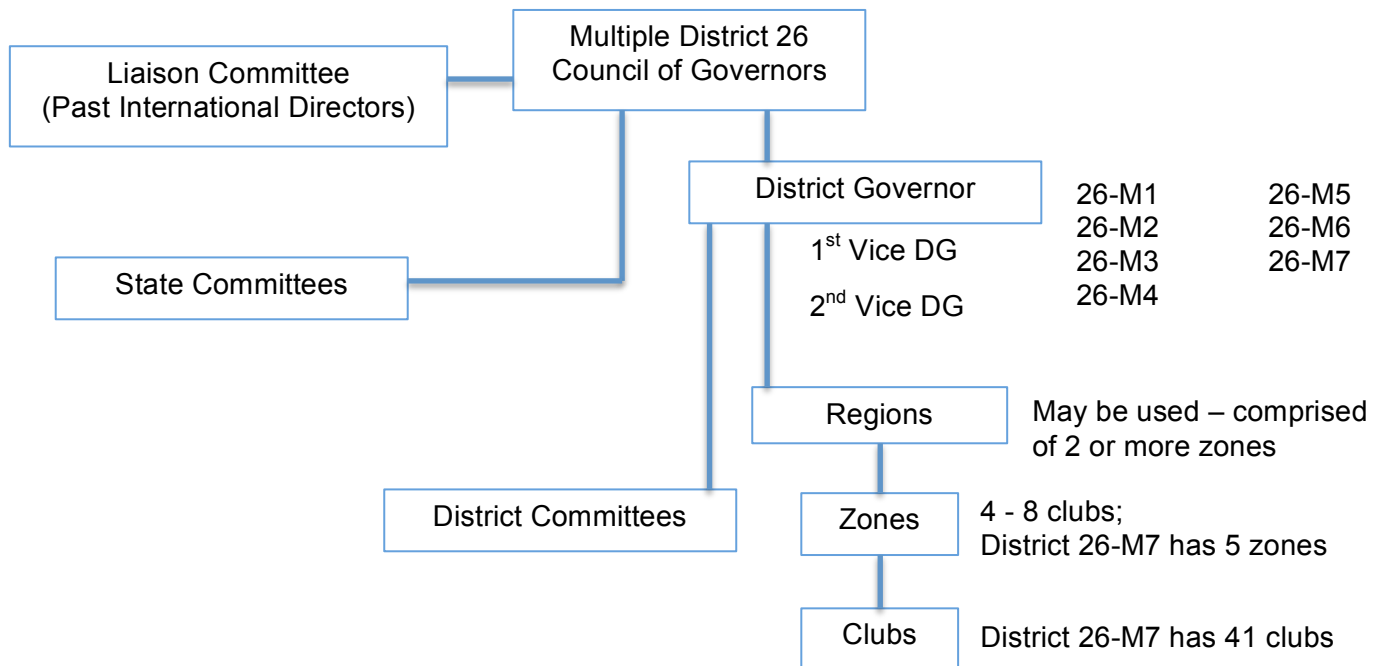 Multiple District 26
Council of Governors
Liaison Committee
(Past International Directors)
District Governor
26-M1
26-M2
26-M3
26-M4
26-M5
26-M6
26-M7
1st Vice DG
2nd Vice DG
State Committees
Regions
May be used – comprised
of 2 or more zones
District Committees
Zones
4 - 8 clubs;
District 26-M7 has 5 zones
Clubs
District 26-M7 has 41 clubs